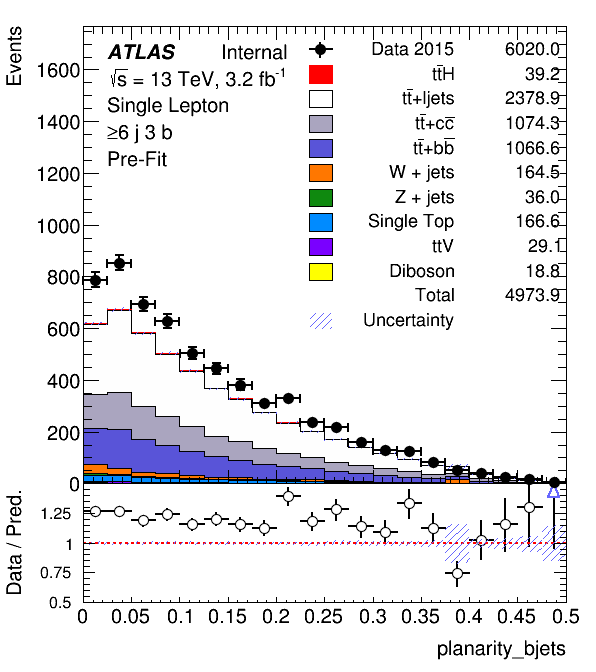 Events
ATLAS Internal
√s = 13 TeV, 3.2 fb⁻¹
Single Lepton
≥6 j 3 b
Pre-Fit
Data 2015 6020.0
tt̄H 39.2
tt̄+ljets 2378.9
tt̄+cc̄ 1074.3
tt̄+bb̄ 1066.6
W + jets 164.5
Z + jets 36.0
Single Top 166.6
ttV 29.1
Diboson 18.8
Total 4973.9
Uncertainty
1600
1400
1200
1000
800
600
400
200
0
Data / Pred.
1.25
1
0.75
0.5
0 0.05 0.1 0.15 0.2 0.25 0.3 0.35 0.4 0.45 0.5
planarity_bjets